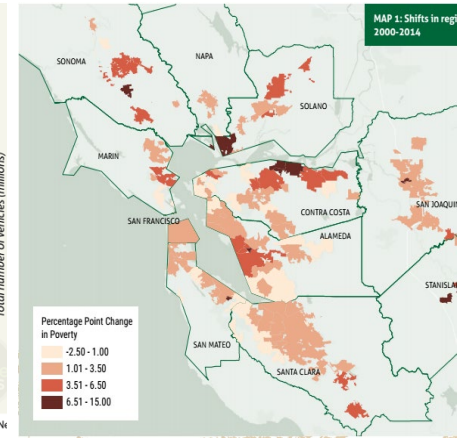 MAP 1: Shifts in regi
2000-2014
SONOMA
NAPA
SOLANO
MARIN
SAN FRANCISCO
CONTRA COSTA
ALAMEDA
SAN JOAQUIN
STANISLA
SAN MATEO
SANTA CLARA
Percentage Point Change
in Poverty
-2.50 - 1.00
1.01 - 3.50
3.51 - 6.50
6.51 - 15.00
Total number of vehicles (millions)
Ne